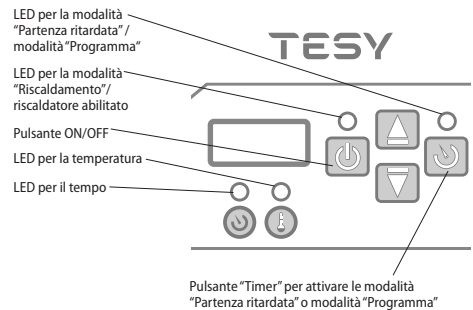 LED per la modalità
“Partenza ritardata” /
modalità “Programma“
TESY
LED per la modalità
“Riscaldamento”/
riscaldatore abilitato
Pulsante ON/OFF
LED per la temperatura
LED per il tempo
Pulsante “Timer” per attivare le modalità
“Partenza ritardata” o modalità “Programma”